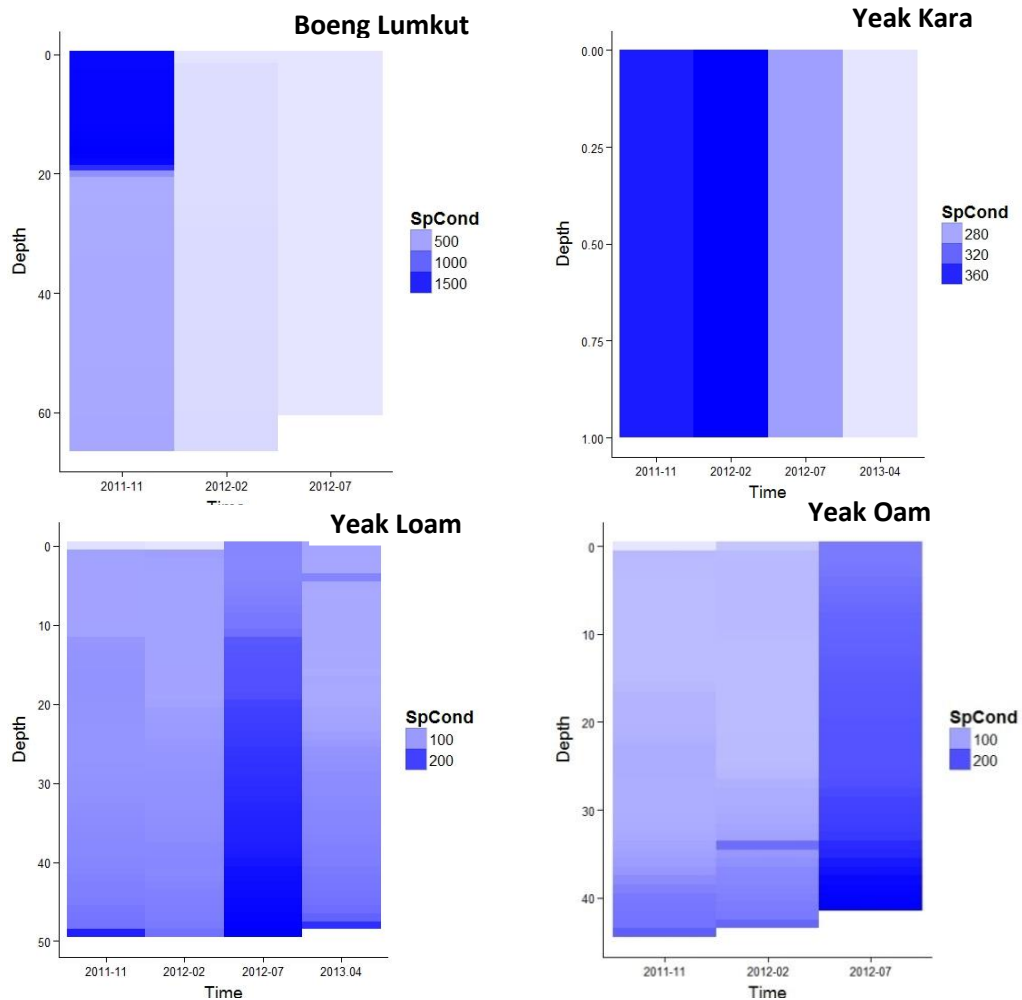 Boeng Lumkut
0
20
40
60
Depth
2011-11
2012-02
2012-07
SpCond
500
1000
1500
Yeak Kara
0.00
0.25
0.50
0.75
1.00
Depth
2011-11
2012-02
2012-07
2013-04
Time
SpCond
280
320
360
Yeak Loam
0
10
20
30
40
50
Depth
2011-11
2012-02
2012-07
2013.04
Time
SpCond
100
200
Yeak Oam
0
10
20
30
40
Depth
2011-11
2012-02
2012-07
Time
SpCond
100
200